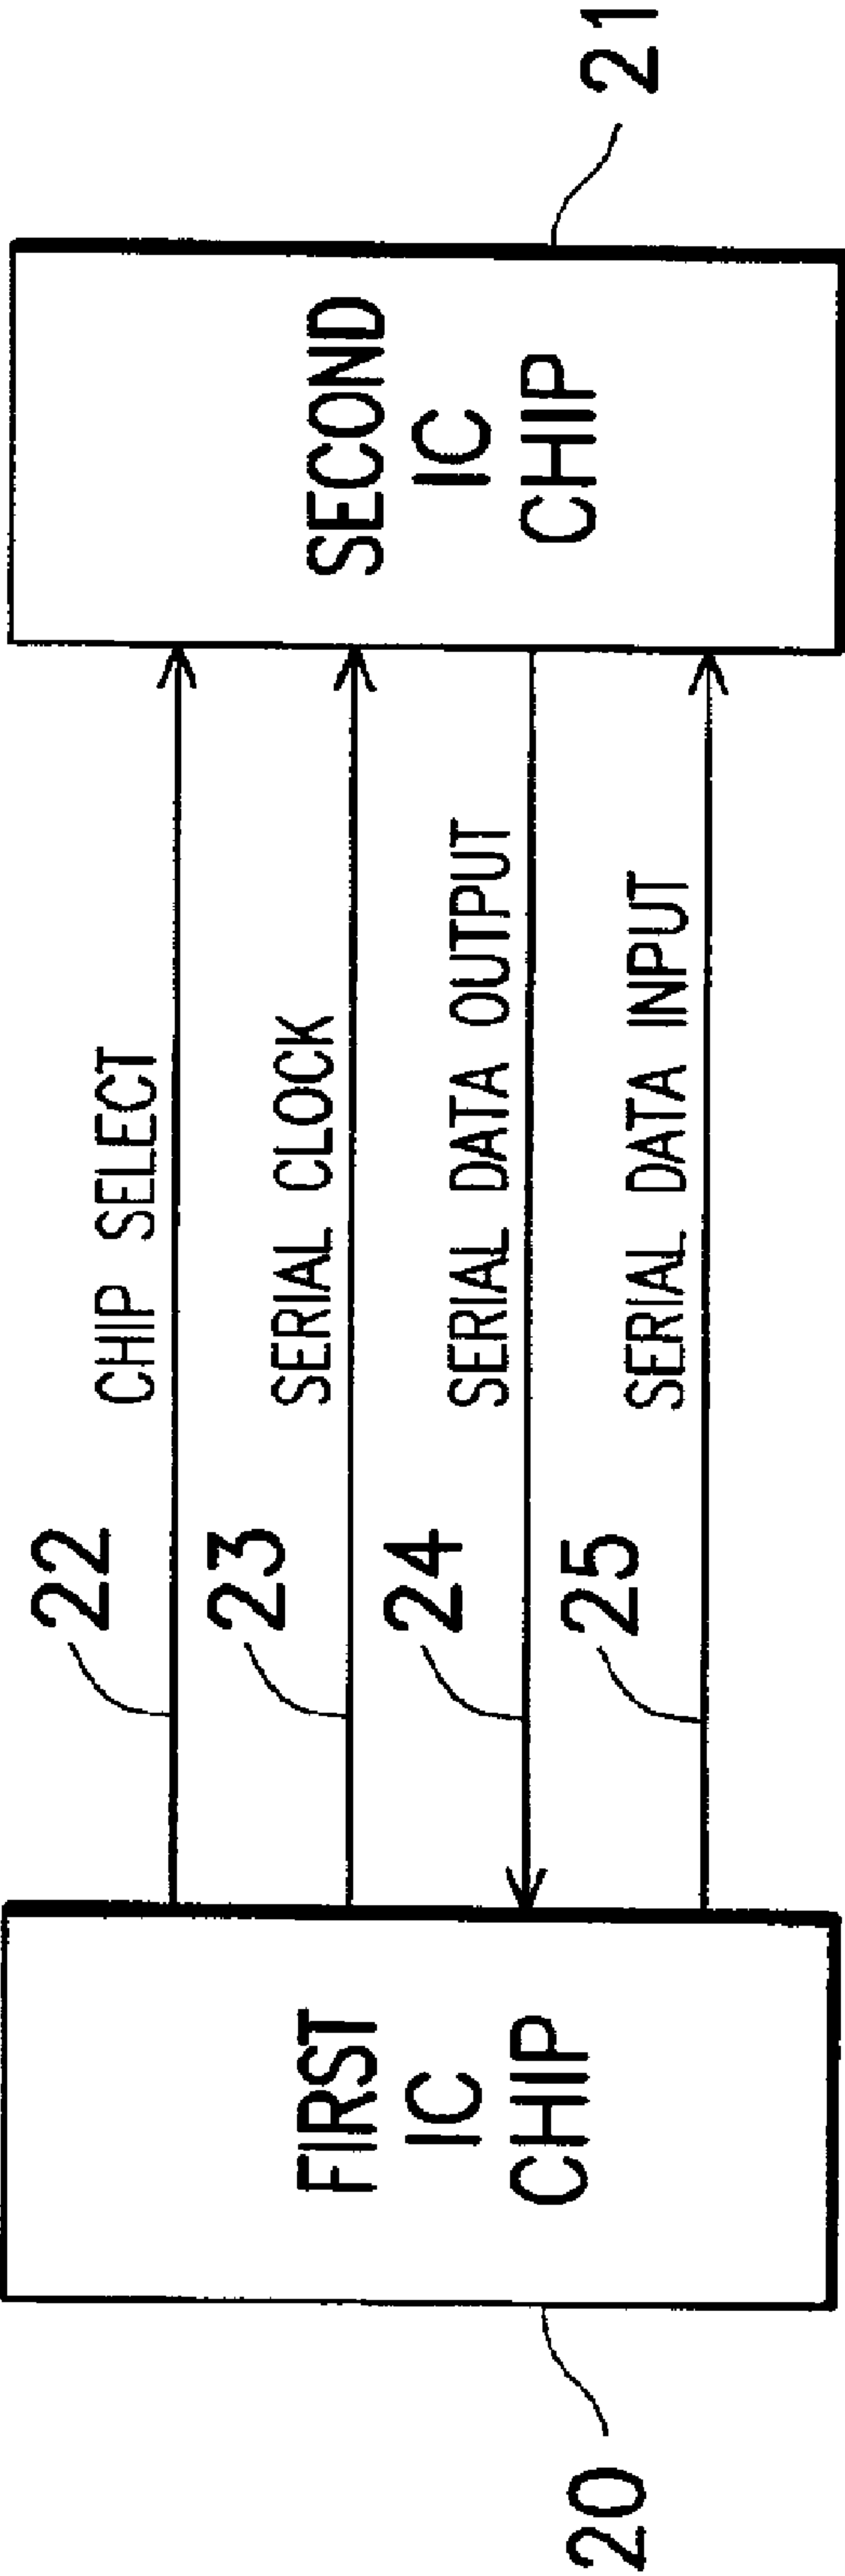 FIRST
IC
CHIP
20
22
CHIP SELECT
23
SERIAL CLOCK
24
SERIAL DATA OUTPUT
25
SERIAL DATA INPUT
SECOND
IC
CHIP
21